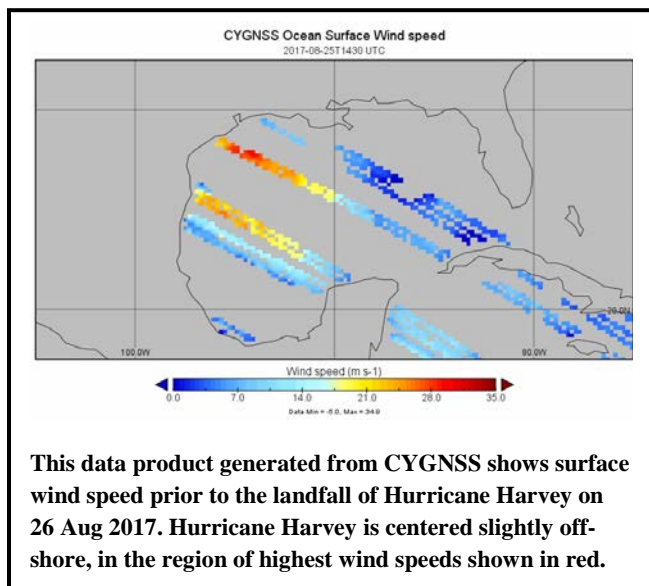 CYGNSS Ocean Surface Wind speed
2017-08-25T1430 UTC
20.0N
100.0W
80.0W
Wind speed (m s-1)
0.0 7.0 14.0 21.0 28.0 35.0
Data Min = -5.0, Max = 34.9
This data product generated from CYGNSS shows surface
wind speed prior to the landfall of Hurricane Harvey on
26 Aug 2017. Hurricane Harvey is centered slightly off-
shore, in the region of highest wind speeds shown in red.